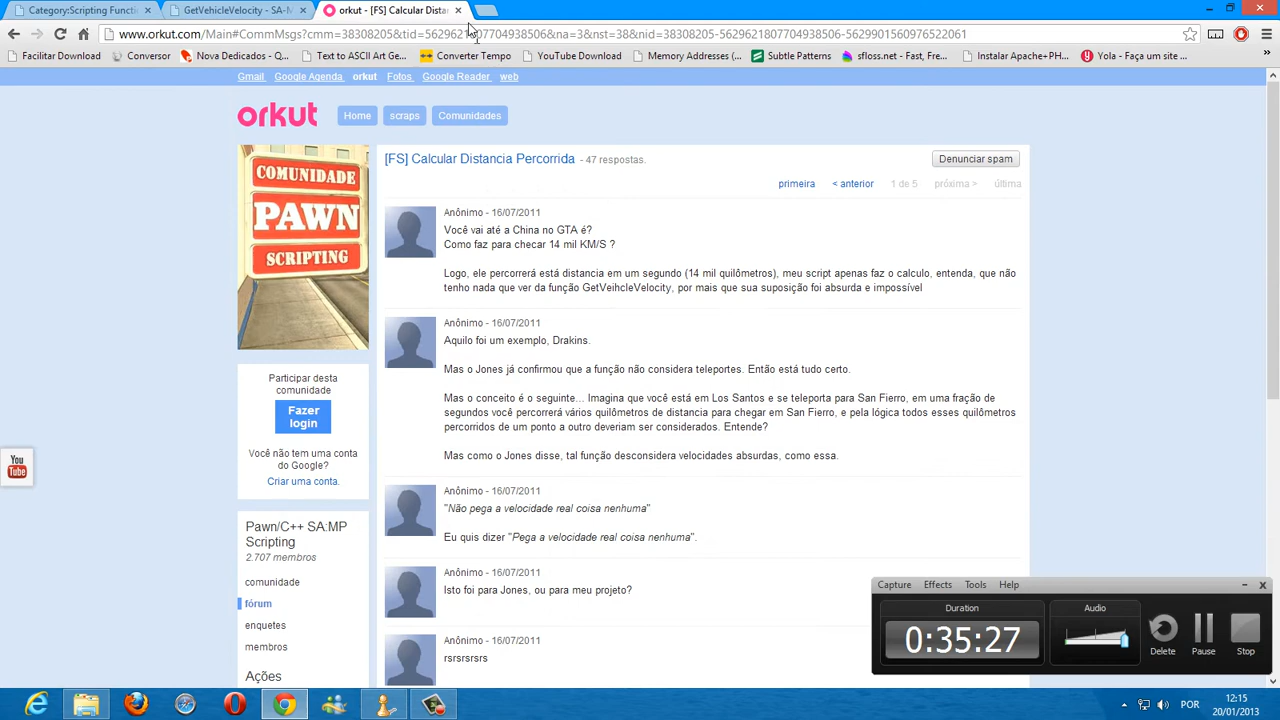 Category:Scripting Functi
GetVehicleVelocity - SA-M
orkut - [FS] Calcular Dista
www.orkut.com/Main#CommMsgs?cmm=38308205&tid=5629621807704938506&na=3&nst=38&nid=38308205-5629621807704938506-5629901560976522061
Facilitar Download
Conversor
Nova Dedicados - Q...
Text to ASCII Art Ge...
Converter Tempo
YouTube Download
Memory Addresses (...
Subtle Patterns
sfloss.net - Fast, Fre...
Instalar Apache+PH...
Yola - Faça um site ...
Gmail Google Agenda orkut Fotos Google Reader web
orkut Home scraps Comunidades
COMUNIDADE
PAWN
SCRIPTING
[FS] Calcular Distancia Percorrida - 47 respostas.
Denunciar spam
primeira < anterior 1 de 5 próxima > última
Anônimo - 16/07/2011
Você vai até a China no GTA é?
Como faz para checar 14 mil KM/S ?
Logo, ele percorrerá está distancia em um segundo (14 mil quilômetros), meu script apenas faz o calculo, entenda, que não
tenho nada que ver da função GetVeihcleVelocity, por mais que sua suposição foi absurda e impossível
Anônimo - 16/07/2011
Aquilo foi um exemplo, Drakins.
Mas o Jones já confirmou que a função não considera teleportes. Então está tudo certo.
Mas o conceito é o seguinte... Imagina que você está em Los Santos e se teleporta para San Fierro, em uma fração de
segundos você percorrerá vários quilômetros de distancia para chegar em San Fierro, e pela lógica todos esses quilômetros
percorridos de um ponto a outro deveriam ser considerados. Entende?
Mas como o Jones disse, tal função desconsidera velocidades absurdas, como essa.
Anônimo - 16/07/2011
"Não pega a velocidade real coisa nenhuma"
Eu quis dizer "Pega a velocidade real coisa nenhuma".
Anônimo - 16/07/2011
Isto foi para Jones, ou para meu projeto?
Anônimo - 16/07/2011
rsrsrsrsrs
Participar desta
comunidade
Fazer
login
Você não tem uma conta
do Google?
Criar uma conta.
You
Tube
Pawn/C++ SA:MP
Scripting
2.707 membros
comunidade
fórum
enquetes
membros
Ações
Capture Effects Tools Help
Duration
0:35:27
Audio
Delete
Pause
Stop
POR
12:15
20/01/2013